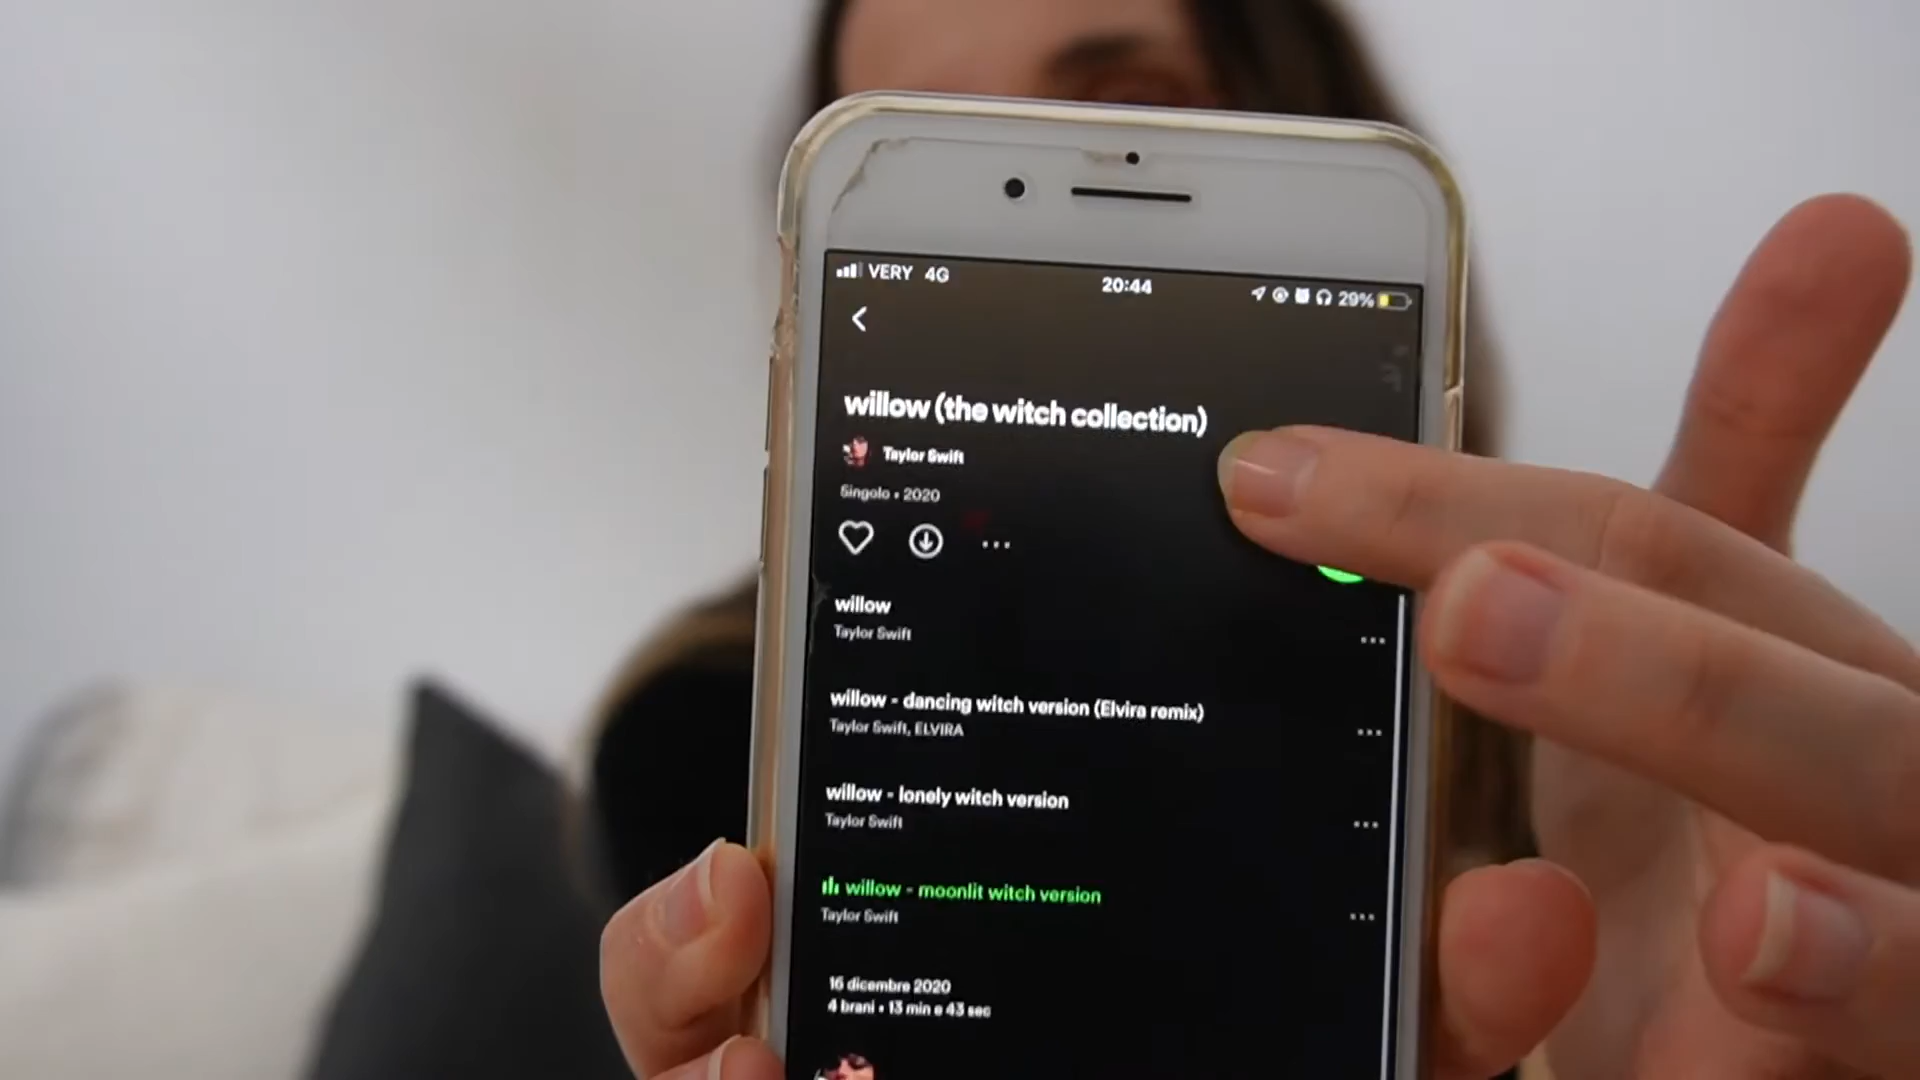 VERY 4G
20:44
29%
willow (the witch collection)
Taylor Swift
Singolo • 2020
willow
Taylor Swift
willow - dancing witch version (Elvira remix)
Taylor Swift, ELVIRA
willow - lonely witch version
Taylor Swift
willow - moonlit witch version
Taylor Swift
16 dicembre 2020
4 brani • 13 min e 43 sec